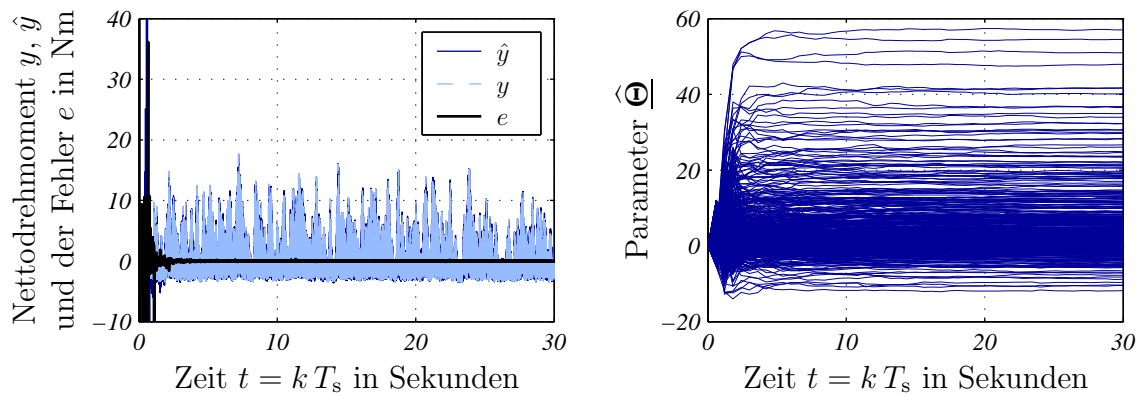 Nettodrehmoment y, ŷ
und der Fehler e in Nm
40
30
20
10
0
−10
0
10
20
30
Zeit t = k Tₛ in Sekunden
ŷ
y
e
Parameter Θ̲̂
60
40
20
0
−20
0
10
20
30
Zeit t = k Tₛ in Sekunden